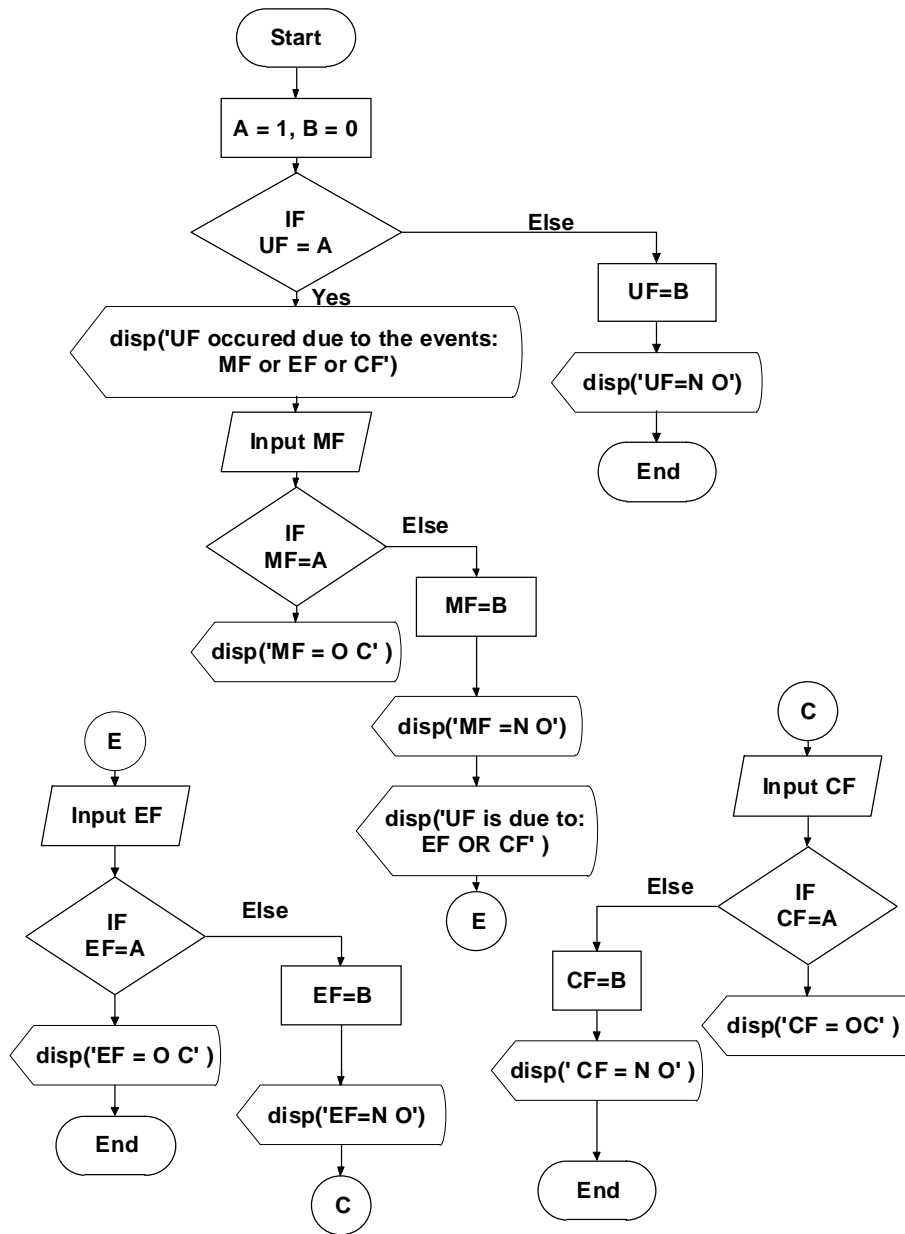 Start
A = 1, B = 0
IF
UF = A
Else
UF=B
Yes
disp('UF occured due to the events:
MF or EF or CF')
disp('UF=N O')
Input MF
End
IF
MF=A
Else
MF=B
disp('MF = O C' )
disp('MF =N O')
disp('UF is due to:
EF OR CF' )
E
E
Input EF
IF
EF=A
Else
EF=B
disp('EF = O C' )
End
disp('EF=N O')
C
C
Input CF
IF
CF=A
Else
CF=B
disp('CF = OC' )
disp(' CF = N O' )
End